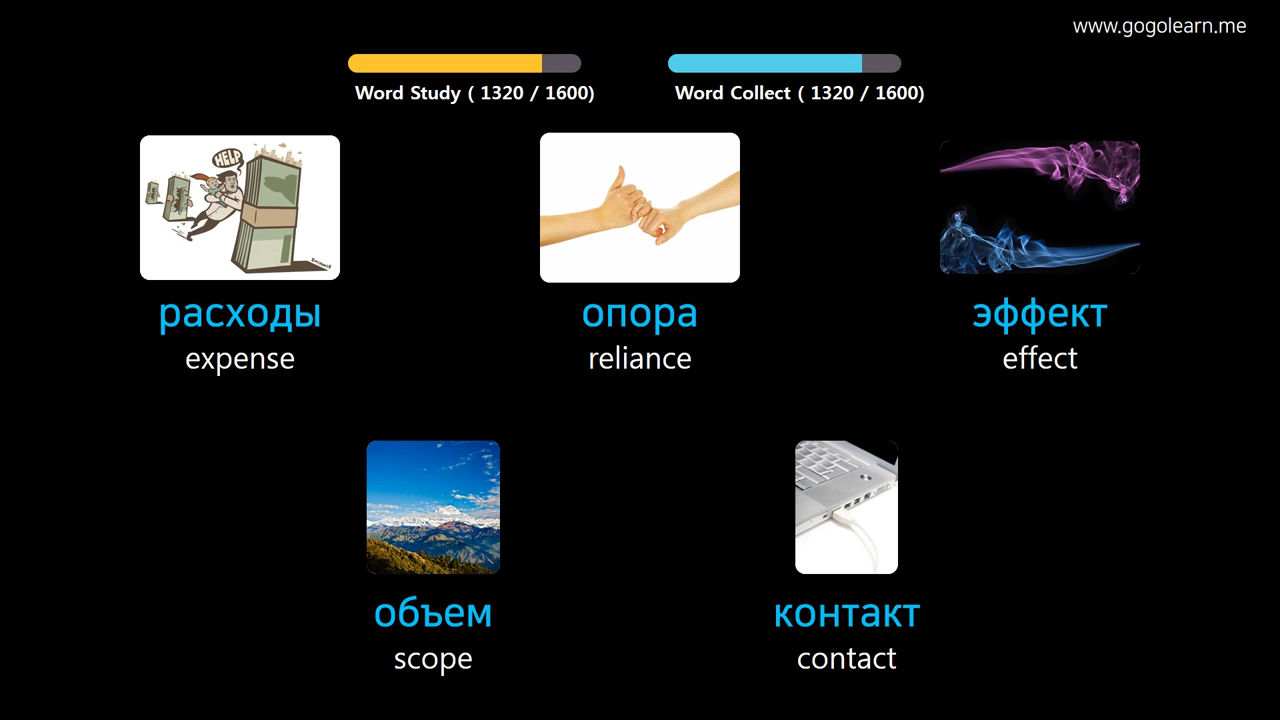 www.gogolearn.me
Word Study ( 1320 / 1600)
Word Collect ( 1320 / 1600)
HELP
расходы
expense
опора
reliance
эффект
effect
объем
scope
контакт
contact